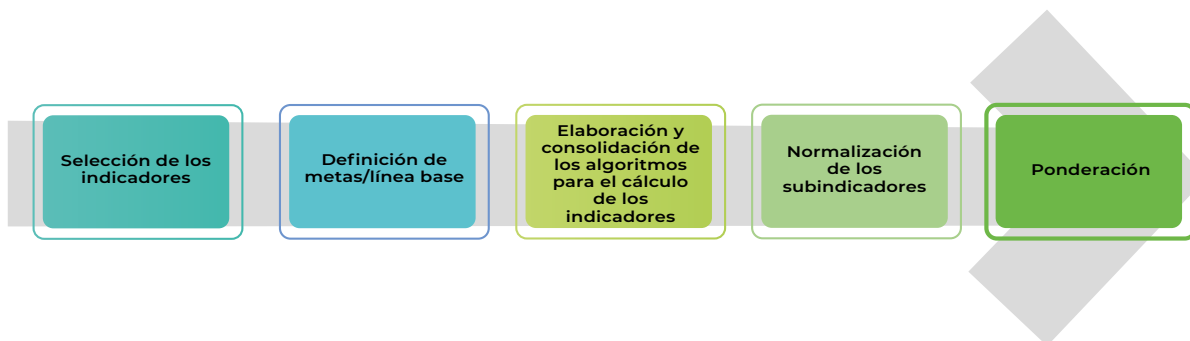 Selección de los
indicadores
Definición de
metas/línea base
Elaboración y
consolidación de
los algoritmos
para el cálculo
de los
indicadores
Normalización
de los
subindicadores
Ponderación